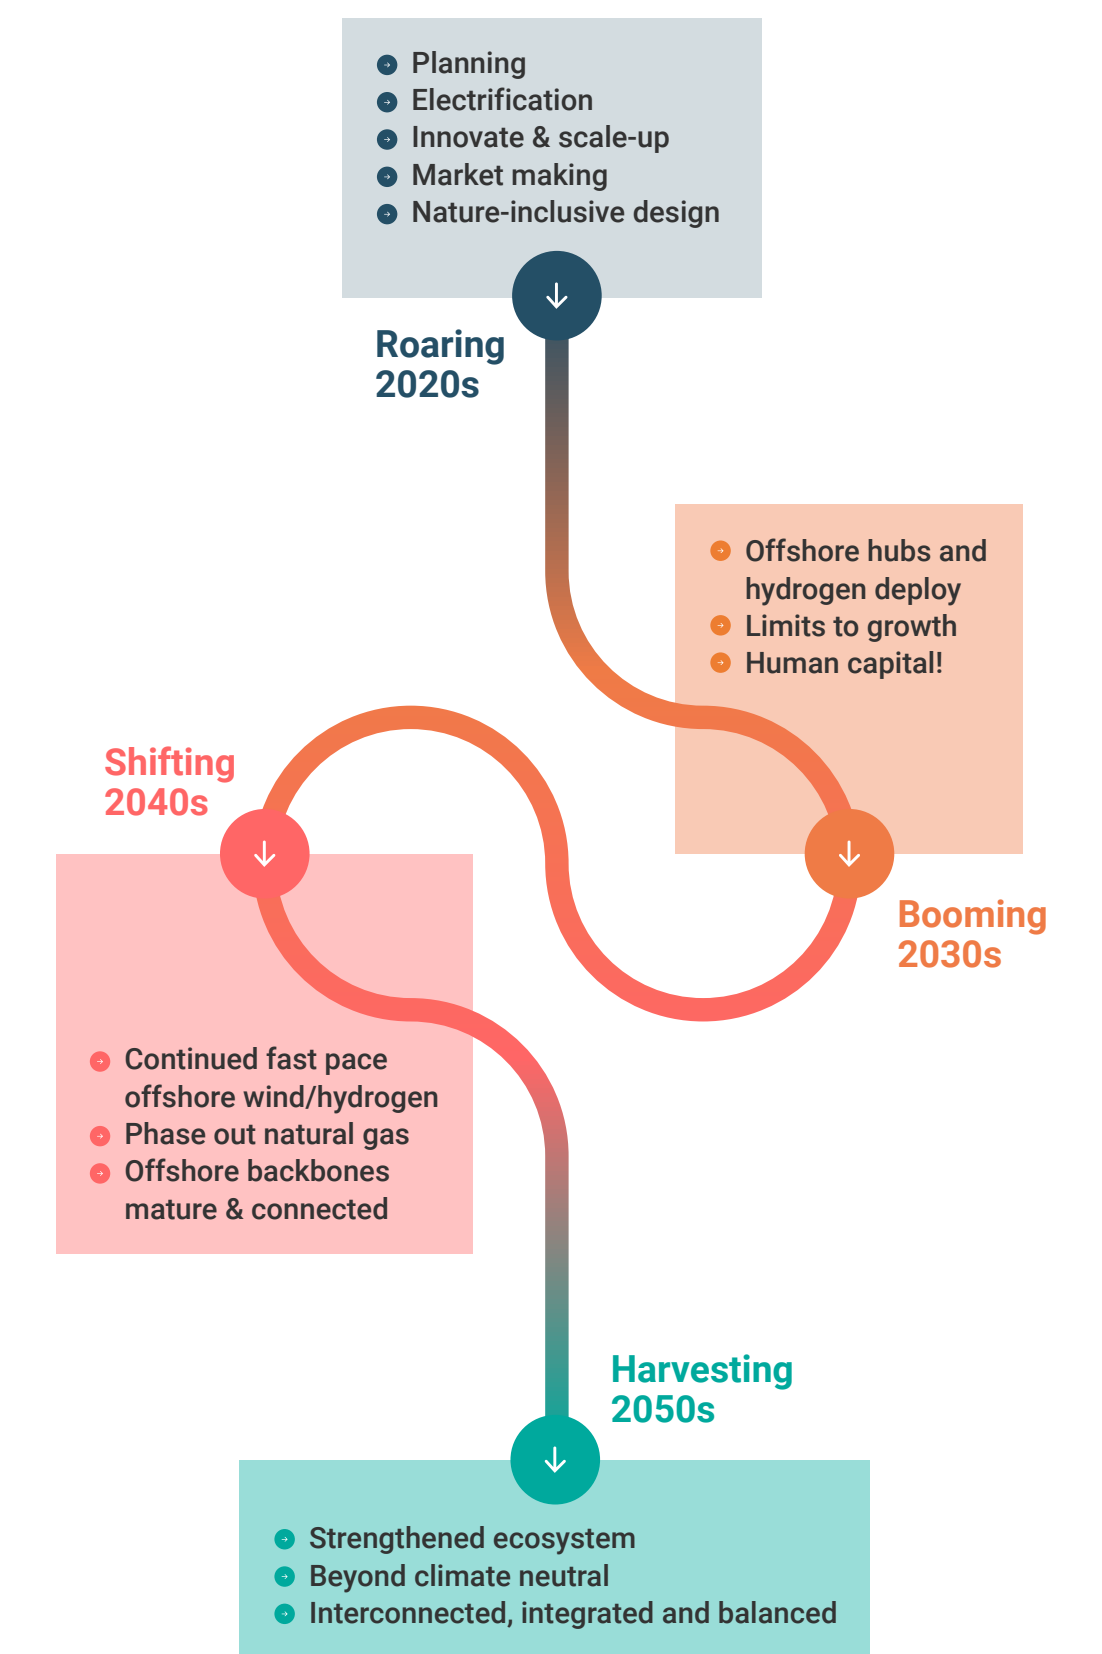 Planning
Electrification
Innovate & scale-up
Market making
Nature-inclusive design
Roaring
2020s
Offshore hubs and
hydrogen deploy
Limits to growth
Human capital!
Booming
2030s
Shifting
2040s
Continued fast pace
offshore wind/hydrogen
Phase out natural gas
Offshore backbones
mature & connected
Harvesting
2050s
Strengthened ecosystem
Beyond climate neutral
Interconnected, integrated and balanced